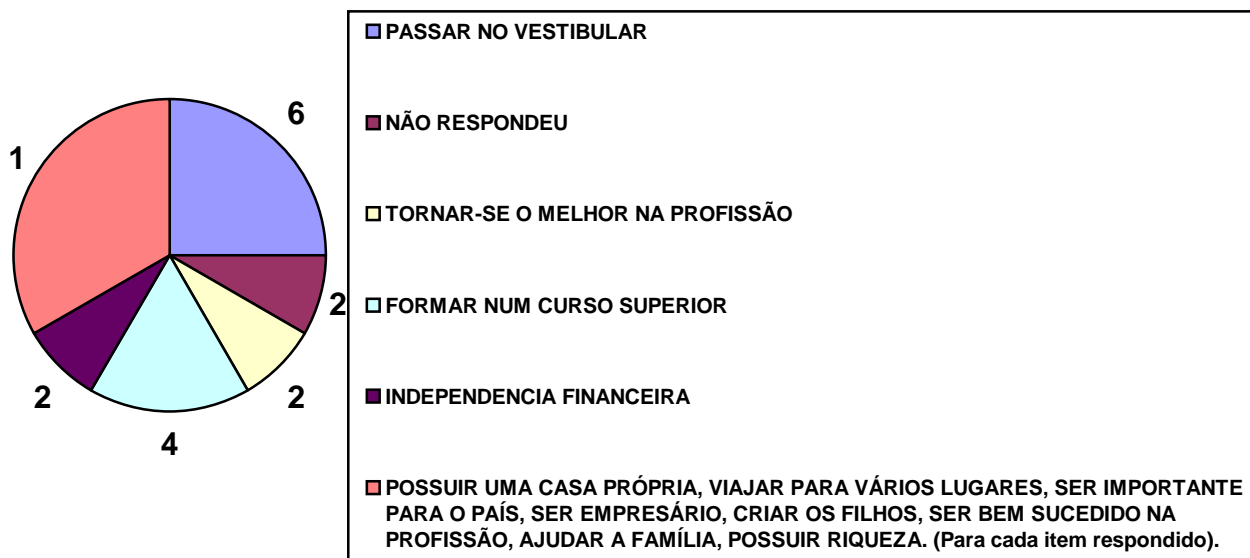 6
1
2
2
2
4
PASSAR NO VESTIBULAR
NÃO RESPONDEU
TORNAR-SE O MELHOR NA PROFISSÃO
FORMAR NUM CURSO SUPERIOR
INDEPENDENCIA FINANCEIRA
POSSUIR UMA CASA PRÓPRIA, VIAJAR PARA VÁRIOS LUGARES, SER IMPORTANTE
PARA O PAÍS, SER EMPRESÁRIO, CRIAR OS FILHOS, SER BEM SUCEDIDO NA
PROFISSÃO, AJUDAR A FAMÍLIA, POSSUIR RIQUEZA. (Para cada item respondido).